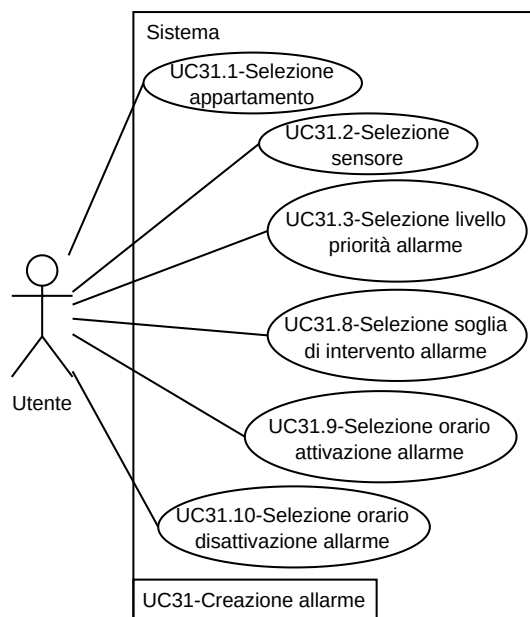 Sistema
UC31.1-Selezione
appartamento
UC31.2-Selezione
sensore
UC31.3-Selezione livello
priorità allarme
UC31.8-Selezione soglia
di intervento allarme
Utente
UC31.9-Selezione orario
attivazione allarme
UC31.10-Selezione orario
disattivazione allarme
UC31-Creazione allarme